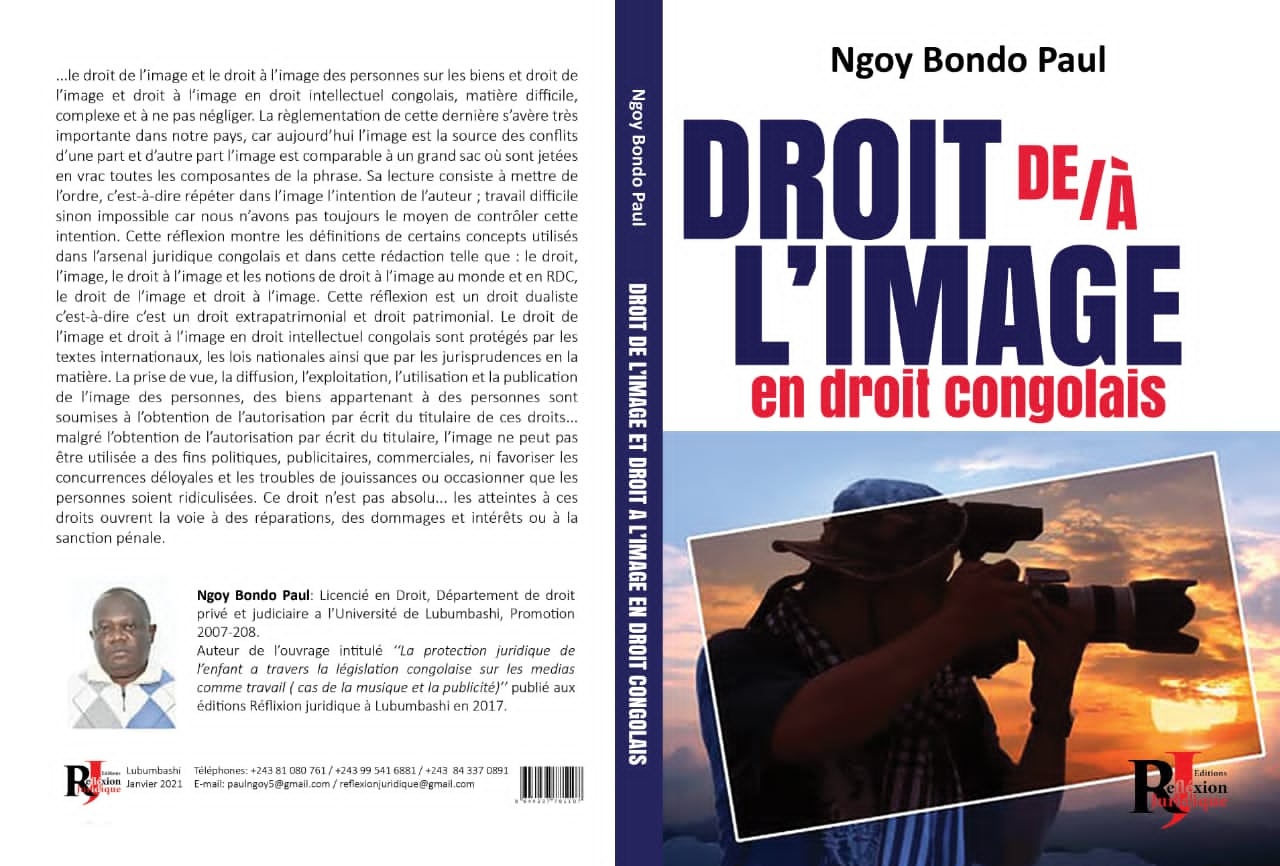 ...le droit de l'image et le droit à l'image des personnes sur les biens et droit de
l'image et droit à l'image en droit intellectuel congolais, matière difficile,
complexe et à ne pas négliger. La règlementation de cette dernière s'avère très
importante dans notre pays, car aujourd'hui l'image est la source des conflits
d'une part et d'autre part l'image est comparable à un grand sac où sont jetées
en vrac toutes les composantes de la phrase. Sa lecture consiste à mettre de
l'ordre, c'est-à-dire répéter dans l'image l'intention de l'auteur ; travail difficile
sinon impossible car nous n'avons pas toujours le moyen de contrôler cette
intention. Cette réflexion montre les définitions de certains concepts utilisés
dans l'arsenal juridique congolais et dans cette rédaction telle que : le droit,
l'image, le droit à l'image et les notions de droit à l'image au monde et en RDC,
le droit de l'image et droit à l'image. Cette réflexion est un droit dualiste
c'est-à-dire c'est un droit extrapatrimonial et droit patrimonial. Le droit de
l'image et droit à l'image en droit intellectuel congolais sont protégés par les
textes internationaux, les lois nationales ainsi que par les jurisprudences en la
matière. La prise de vue, la diffusion, l'exploitation, l'utilisation et la publication
de l'image des personnes, des biens appartenant à des personnes sont
soumises à l'obtention de l'autorisation par écrit du titulaire de ces droits...
malgré l'obtention de l'autorisation par écrit du titulaire, l'image ne peut pas
être utilisée a des fins politiques, publicitaires, commerciales, ni favoriser les
concurrences déloyales et les troubles de jouissances ou occasionner que les
personnes soient ridiculisées. Ce droit n'est pas absolu... les atteintes à ces
droits ouvrent la voie à des réparations, des dommages et intérêts ou à la
sanction pénale.
Ngoy Bondo Paul: Licencié en Droit, Département de droit
privé et judiciaire a l'Université de Lubumbashi, Promotion
2007-208.
Auteur de l'ouvrage intitulé ‘‘La protection juridique de
l'enfant a travers la législation congolaise sur les medias
comme travail ( cas de la musique et la publicité)’’ publié aux
éditions Réflixion juridique à Lubumbashi en 2017.
Editions
Reflexion
Juridique
Lubumbashi
Janvier 2021
Téléphones: +243 81 080 761 / +243 99 541 6881 / +243 84 337 0891
E-mail: paulngoy5@gmail.com / reflexionjuridique@gmail.com
Ngoy Bondo Paul
DROIT DE L'IMAGE ET DROIT A L'IMAGE EN DROIT CONGOLAIS
Ngoy Bondo Paul
DROIT DE/À
L'IMAGE
en droit congolais
Editions
Réfléxion
Juridique